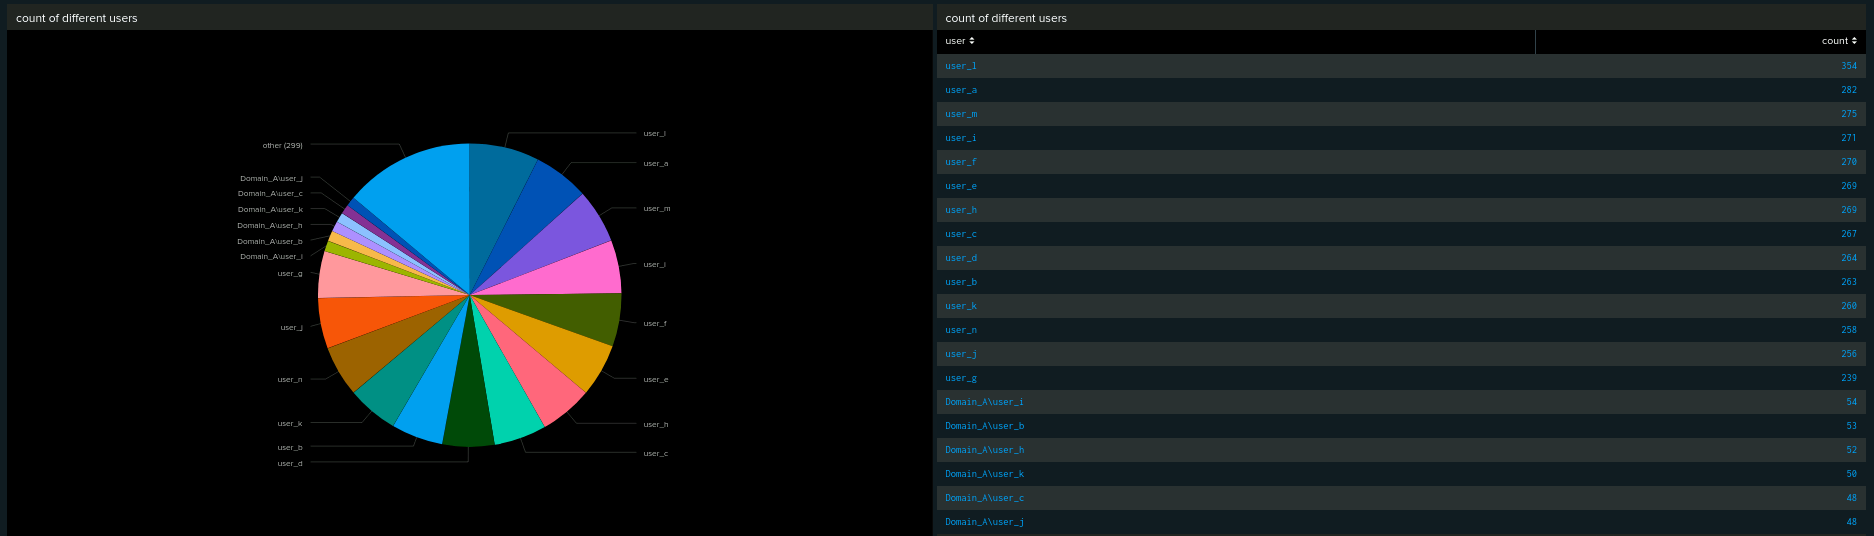 count of different users
other (299)
Domain_A\user_j
Domain_A\user_c
Domain_A\user_k
Domain_A\user_h
Domain_A\user_b
Domain_A\user_i
user_g
user_j
user_n
user_k
user_b
user_d
user_l
user_a
user_m
user_i
user_f
user_e
user_h
user_c
count of different users
user count
user_l 354
user_a 282
user_m 275
user_i 271
user_f 270
user_e 269
user_h 269
user_c 267
user_d 264
user_b 263
user_k 260
user_n 258
user_j 256
user_g 239
Domain_A\user_i 54
Domain_A\user_b 53
Domain_A\user_h 52
Domain_A\user_k 50
Domain_A\user_c 48
Domain_A\user_j 48